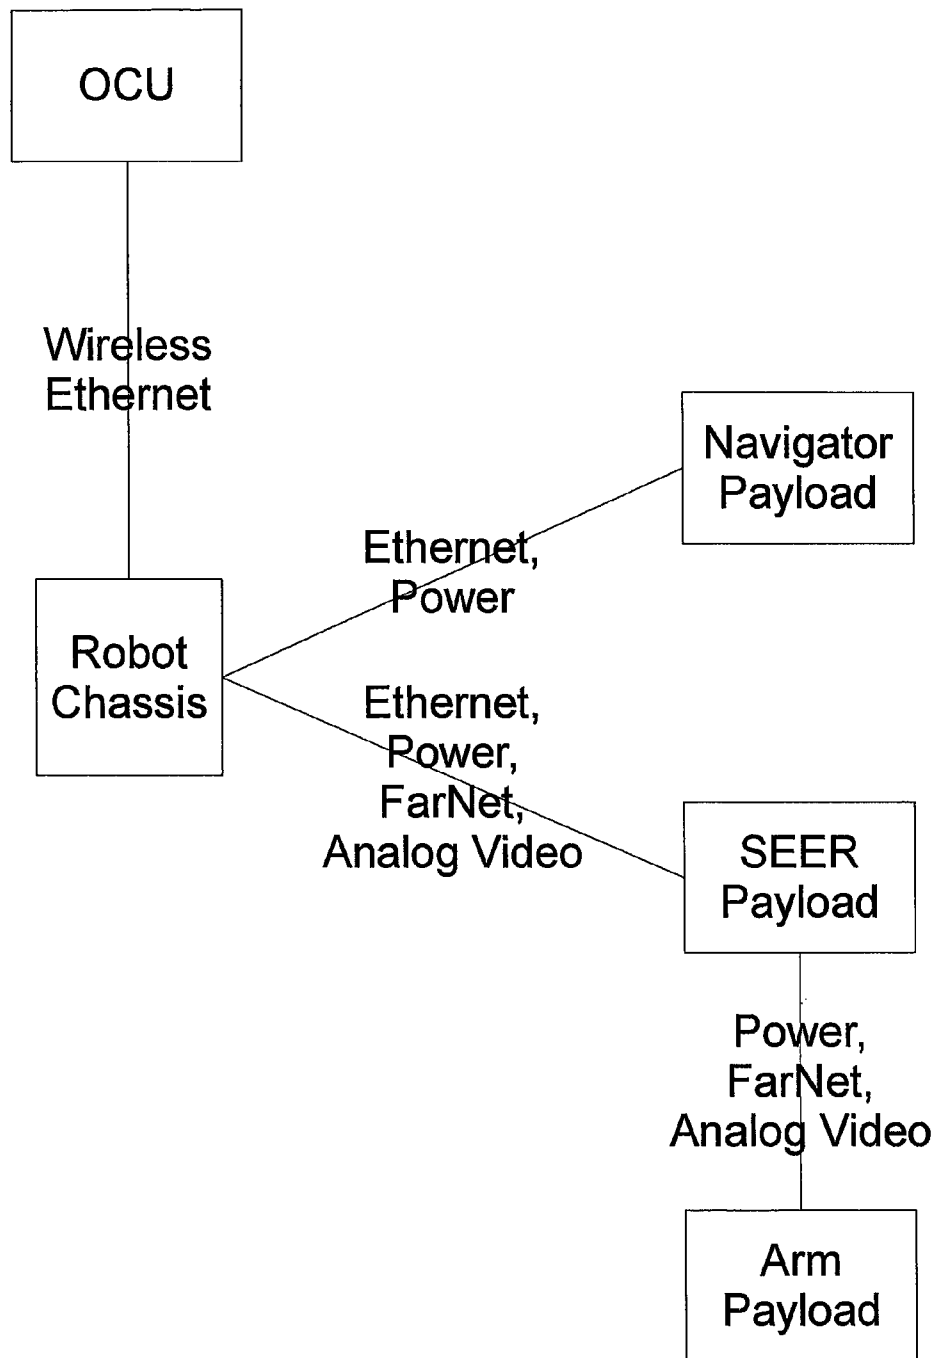 OCU
Wireless
Ethernet
Navigator
Payload
Ethernet,
Power
Robot
Chassis
Ethernet,
Power,
FarNet,
Analog Video
SEER
Payload
Power,
FarNet,
Analog Video
Arm
Payload